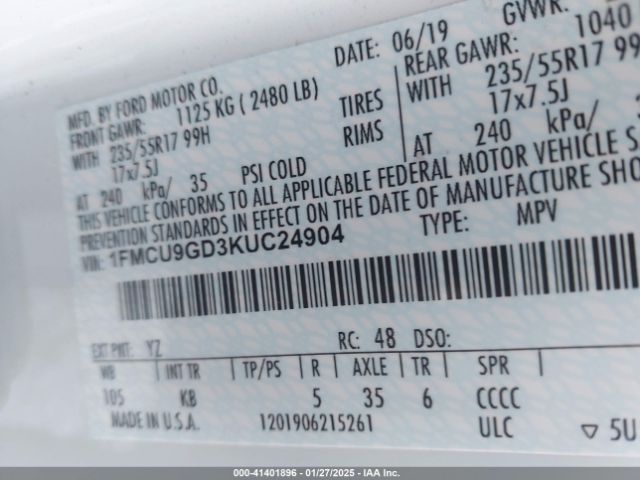 MFD. BY FORD MOTOR CO. DATE: 06/19 GVWR:
FRONT GAWR: 1125 KG ( 2480 LB) REAR GAWR: 1040
WITH 235/55R17 99H TIRES WITH 235/55R17 99
17x7.5J RIMS 17x7.5J
AT 240 kPa/ 35 PSI COLD AT 240 kPa/
THIS VEHICLE CONFORMS TO ALL APPLICABLE FEDERAL MOTOR VEHICLE S
PREVENTION STANDARDS IN EFFECT ON THE DATE OF MANUFACTURE SHO
VIN: 1FMCU9GD3KUC24904 TYPE: MPV
EXT PNT: YZ RC: 48 DSO:
WB INT TR TP/PS R AXLE TR SPR
105 KB 5 35 6 CCCC
MADE IN U.S.A. 1201906215261 ULC ▽ 5U
000-41401896 - 01/27/2025 - IAA Inc.